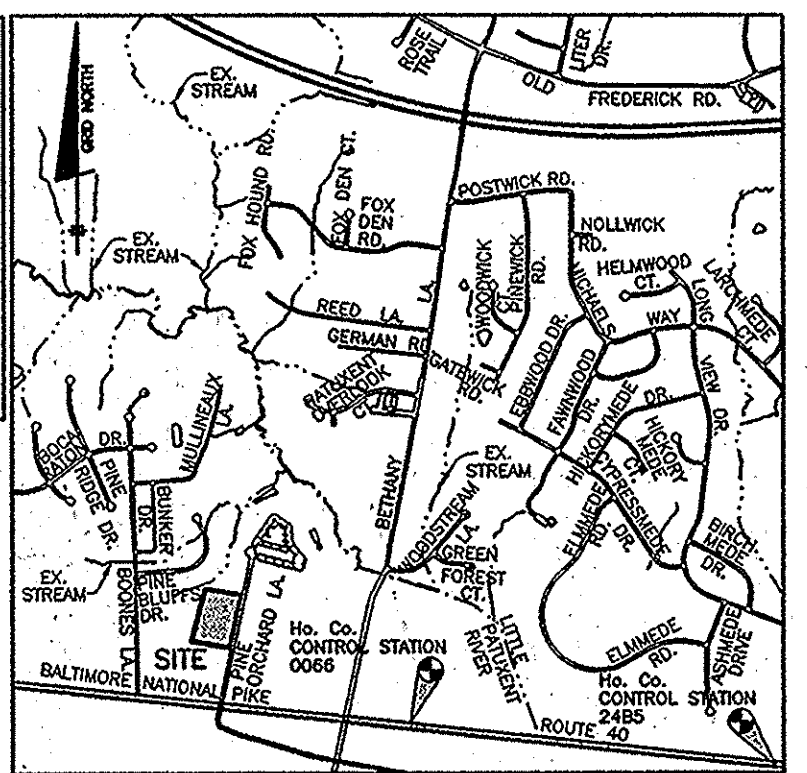 ROSE
TRAIL
OLD
LITER
DR.
FREDERICK RD.
GRID NORTH
EX.
STREAM
FOX HOUND RD.
FOX DEN CT.
FOX
DEN
RD.
POSTWICK RD.
NOLLWICK
RD.
EX.
STREAM
WOODWICK
CT.
PINEWICK
RD.
MICHAELS
WAY
HELMWOOD
CT.
LONG
VIEW DR.
LARCHMEDE
CT.
REED LA.
GERMAN RD.
GATEWICK
RD.
EBBWOOD DR.
FAWNWOOD
DR.
OVERLOOK
CT.
MULLINEAUX
LA.
BOCA
RATON
DR.
PINE
RIDGE DR.
BUNKER
DR.
HICKORYMEDE
DR.
HICKORY
MEDE
CT.
CYPRESSMEDE
DR.
ELMMEDE
RD.
BIRCH
MEDE
DR.
BETHANY
LA.
EX.
STREAM
WOODSTREAM
LA.
GREEN
FOREST
CT.
LITTLE
PATUXENT
RIVER
EX.
STREAM
BOONES LA.
PINE
BLUFFS
DR.
SITE
PINE
ORCHARD LA.
Ho. Co.
CONTROL STATION
0066
ELMMEDE
RD.
ASHMEDE
DRIVE
Ho. Co.
CONTROL STATION
24B5
BALTIMORE
NATIONAL
PIKE
ROUTE
40